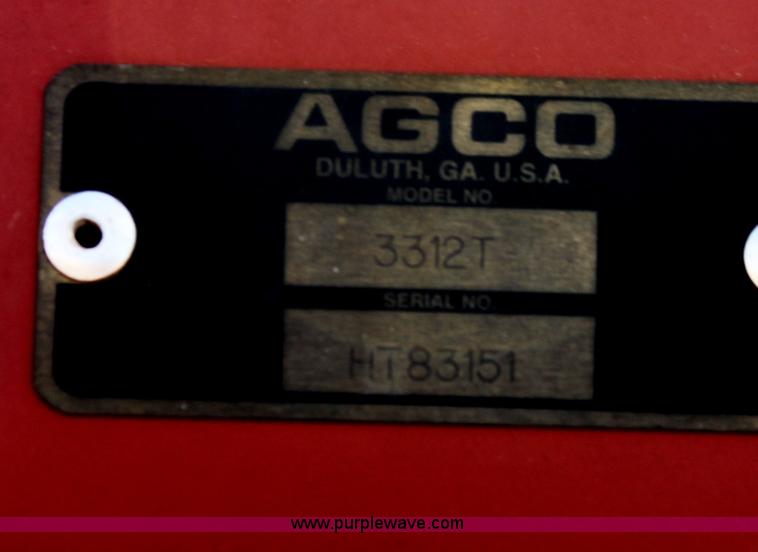 AGCO
DULUTH, GA. U.S.A.
MODEL NO.
3312T
SERIAL NO.
HT83151
www.purplewave.com